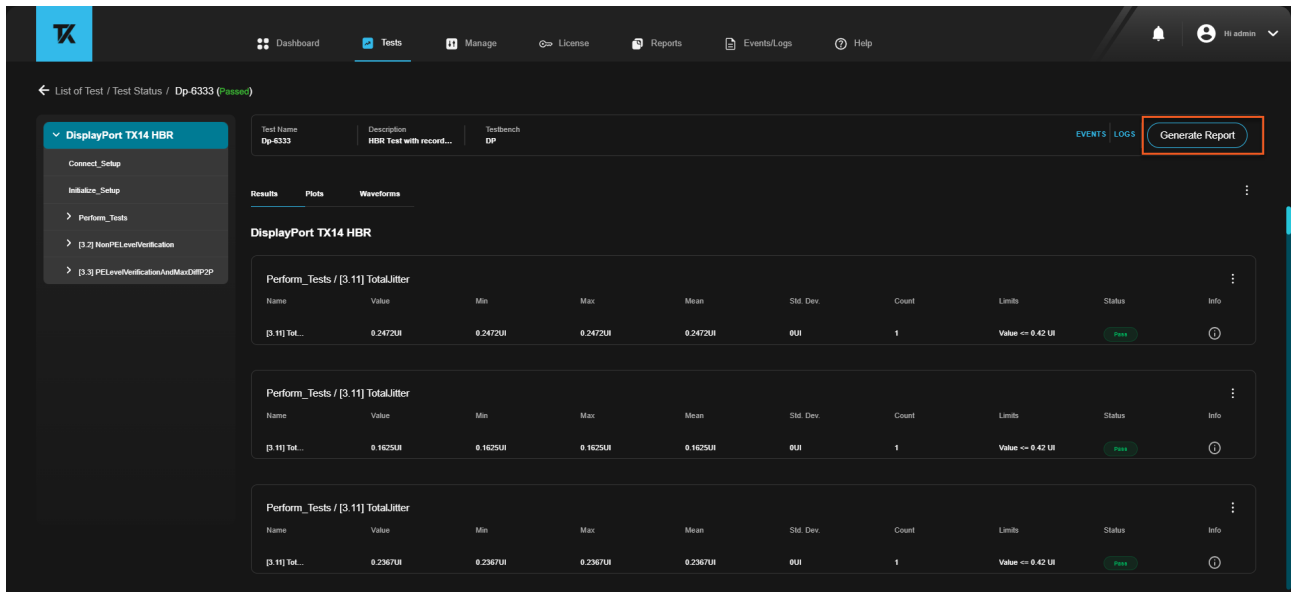 TK
Dashboard Tests Manage License Reports Events/Logs Help Hi admin
List of Test / Test Status / Dp-6333 (Passed)
DisplayPort TX14 HBR
Connect_Setup
Initialize_Setup
Perform_Tests
[3.2] NonPELevelVerification
[3.3] PELevelVerificationAndMaxDiffP2P
Test Name Description Testbench
Dp-6333 HBR Test with record... DP
EVENTS LOGS Generate Report
Results Plots Waveforms
DisplayPort TX14 HBR
Perform_Tests / [3.11] TotalJitter
Name Value Min Max Mean Std. Dev. Count Limits Status Info
[3.11] Tot... 0.2472UI 0.2472UI 0.2472UI 0.2472UI 0UI 1 Value <= 0.42 UI Pass
Perform_Tests / [3.11] TotalJitter
Name Value Min Max Mean Std. Dev. Count Limits Status Info
[3.11] Tot... 0.1625UI 0.1625UI 0.1625UI 0.1625UI 0UI 1 Value <= 0.42 UI Pass
Perform_Tests / [3.11] TotalJitter
Name Value Min Max Mean Std. Dev. Count Limits Status Info
[3.11] Tot... 0.2367UI 0.2367UI 0.2367UI 0.2367UI 0UI 1 Value <= 0.42 UI Pass